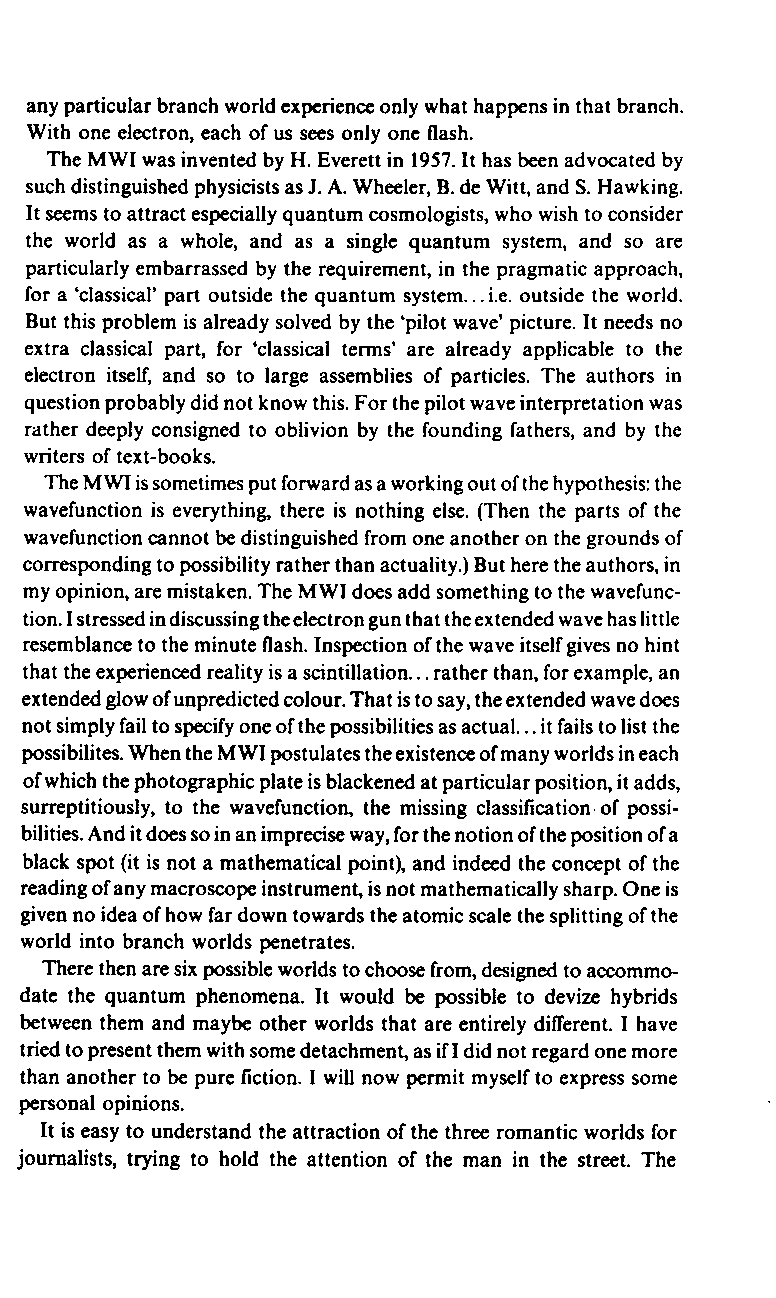 any particular branch world experience only what happens in that branch.
With one electron, each of us sees only one flash.
The MWI was invented by H. Everett in 1957. It has been advocated by
such distinguished physicists as J. A. Wheeler, B. de Witt, and S. Hawking.
It seems to attract especially quantum cosmologists, who wish to consider
the world as a whole, and as a single quantum system, and so are
particularly embarrassed by the requirement, in the pragmatic approach,
for a 'classical' part outside the quantum system...i.e. outside the world.
But this problem is already solved by the 'pilot wave' picture. It needs no
extra classical part, for 'classical terms' are already applicable to the
electron itself, and so to large assemblies of particles. The authors in
question probably did not know this. For the pilot wave interpretation was
rather deeply consigned to oblivion by the founding fathers, and by the
writers of text-books.
The MWI is sometimes put forward as a working out of the hypothesis: the
wavefunction is everything, there is nothing else. (Then the parts of the
wavefunction cannot be distinguished from one another on the grounds of
corresponding to possibility rather than actuality.) But here the authors, in
my opinion, are mistaken. The MWI does add something to the wavefunc-
tion. I stressed in discussing the electron gun that the extended wave has little
resemblance to the minute flash. Inspection of the wave itself gives no hint
that the experienced reality is a scintillation... rather than, for example, an
extended glow of unpredicted colour. That is to say, the extended wave does
not simply fail to specify one of the possibilities as actual... it fails to list the
possibilites. When the MWI postulates the existence of many worlds in each
of which the photographic plate is blackened at particular position, it adds,
surreptitiously, to the wavefunction, the missing classification of possi-
bilities. And it does so in an imprecise way, for the notion of the position of a
black spot (it is not a mathematical point), and indeed the concept of the
reading of any macroscope instrument, is not mathematically sharp. One is
given no idea of how far down towards the atomic scale the splitting of the
world into branch worlds penetrates.
There then are six possible worlds to choose from, designed to accommo-
date the quantum phenomena. It would be possible to devize hybrids
between them and maybe other worlds that are entirely different. I have
tried to present them with some detachment, as if I did not regard one more
than another to be pure fiction. I will now permit myself to express some
personal opinions.
It is easy to understand the attraction of the three romantic worlds for
journalists, trying to hold the attention of the man in the street. The